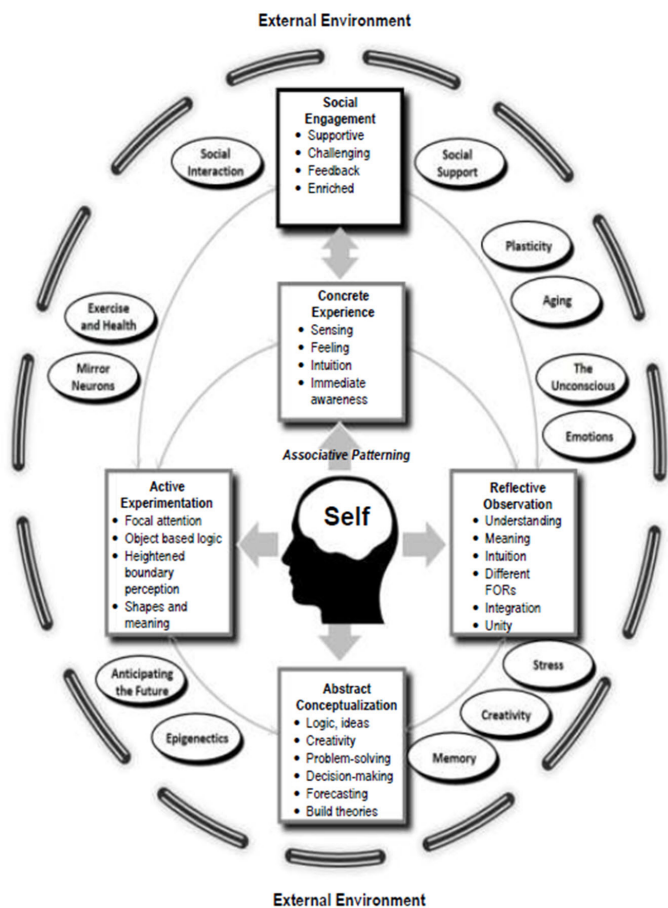 External Environment
Social
Engagement
• Supportive
• Challenging
• Feedback
• Enriched
Social
Interaction
Social
Support
Plasticity
Aging
Exercise
and Health
Mirror
Neurons
Concrete
Experience
• Sensing
• Feeling
• Intuition
• Immediate
awareness
The
Unconscious
Emotions
Associative Patterning
Active
Experimentation
• Focal attention
• Object based logic
• Heightened
boundary
perception
• Shapes and
meaning
Self
Reflective
Observation
• Understanding
• Meaning
• Intuition
• Different
FORs
• Integration
• Unity
Anticipating
the Future
Epigenetics
Abstract
Conceptualization
• Logic, ideas
• Creativity
• Problem-solving
• Decision-making
• Forecasting
• Build theories
Stress
Creativity
Memory
External Environment